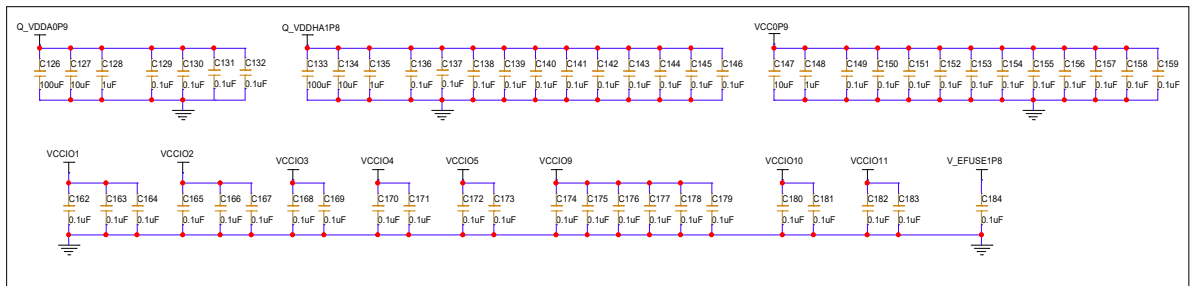 Q_VDDA0P9 Q_VDDHA1P8 VCC0P9
C126 C127 C128 C129 C130 C131 C132 C133 C134 C135 C136 C137 C138 C139 C140 C141 C142 C143 C144 C145 C146 C147 C148 C149 C150 C151 C152 C153 C154 C155 C156 C157 C158 C159
100uF 10uF 1uF 0.1uF 0.1uF 0.1uF 0.1uF 100uF 10uF 1uF 0.1uF 0.1uF 0.1uF 0.1uF 0.1uF 0.1uF 0.1uF 0.1uF 0.1uF 0.1uF 0.1uF 10uF 1uF 0.1uF 0.1uF 0.1uF 0.1uF 0.1uF 0.1uF 0.1uF 0.1uF 0.1uF 0.1uF 0.1uF
VCCIO1 VCCIO2 VCCIO3 VCCIO4 VCCIO5 VCCIO9 VCCIO10 VCCIO11 V_EFUSE1P8
C162 C163 C164 C165 C166 C167 C168 C169 C170 C171 C172 C173 C174 C175 C176 C177 C178 C179 C180 C181 C182 C183 C184
0.1uF 0.1uF 0.1uF 0.1uF 0.1uF 0.1uF 0.1uF 0.1uF 0.1uF 0.1uF 0.1uF 0.1uF 0.1uF 0.1uF 0.1uF 0.1uF 0.1uF 0.1uF 0.1uF 0.1uF 0.1uF 0.1uF 0.1uF